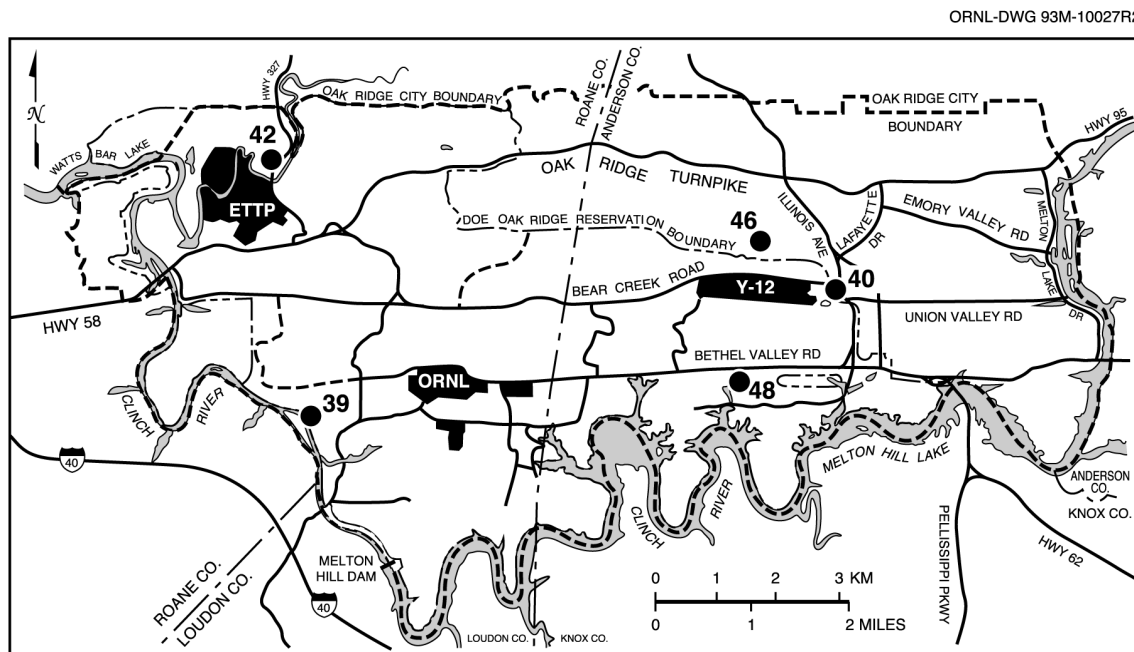 ORNL-DWG 93M-10027R2
N
HWY 327
OAK RIDGE CITY BOUNDARY
ROANE CO.
ANDERSON CO.
OAK RIDGE CITY
BOUNDARY
HWY 95
WATTS BAR LAKE
42
ETTP
OAK RIDGE TURNPIKE
ILLINOIS AVE
LAFAYETTE DR
EMORY VALLEY RD
MELTON LAKE DR
DOE OAK RIDGE RESERVATION BOUNDARY
46
BEAR CREEK ROAD
Y-12
40
HWY 58
UNION VALLEY RD
BETHEL VALLEY RD
ORNL
48
39
CLINCH RIVER
40
MELTON HILL LAKE
CLINCH RIVER
ANDERSON CO.
KNOX CO.
PELLISSIPPI PKWY
HWY 62
MELTON
HILL DAM
ROANE CO.
LOUDON CO.
40
LOUDON CO.
KNOX CO.
0 1 2 3 KM
0 1 2 MILES